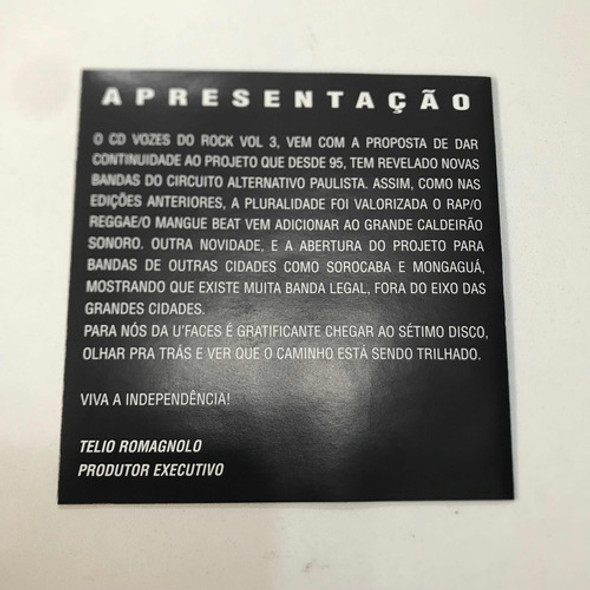 APRESENTAÇÃO
O CD VOZES DO ROCK VOL 3, VEM COM A PROPOSTA DE DAR
CONTINUIDADE AO PROJETO QUE DESDE 95, TEM REVELADO NOVAS
BANDAS DO CIRCUITO ALTERNATIVO PAULISTA. ASSIM, COMO NAS
EDIÇÕES ANTERIORES, A PLURALIDADE FOI VALORIZADA O RAP/O
REGGAE/O MANGUE BEAT VEM ADICIONAR AO GRANDE CALDEIRÃO
SONORO. OUTRA NOVIDADE, E A ABERTURA DO PROJETO PARA
BANDAS DE OUTRAS CIDADES COMO SOROCABA E MONGAGUÁ,
MOSTRANDO QUE EXISTE MUITA BANDA LEGAL, FORA DO EIXO DAS
GRANDES CIDADES.
PARA NÓS DA U'FACES É GRATIFICANTE CHEGAR AO SÉTIMO DISCO,
OLHAR PRA TRÁS E VER QUE O CAMINHO ESTÁ SENDO TRILHADO.
VIVA A INDEPENDÊNCIA!
TELIO ROMAGNOLO
PRODUTOR EXECUTIVO